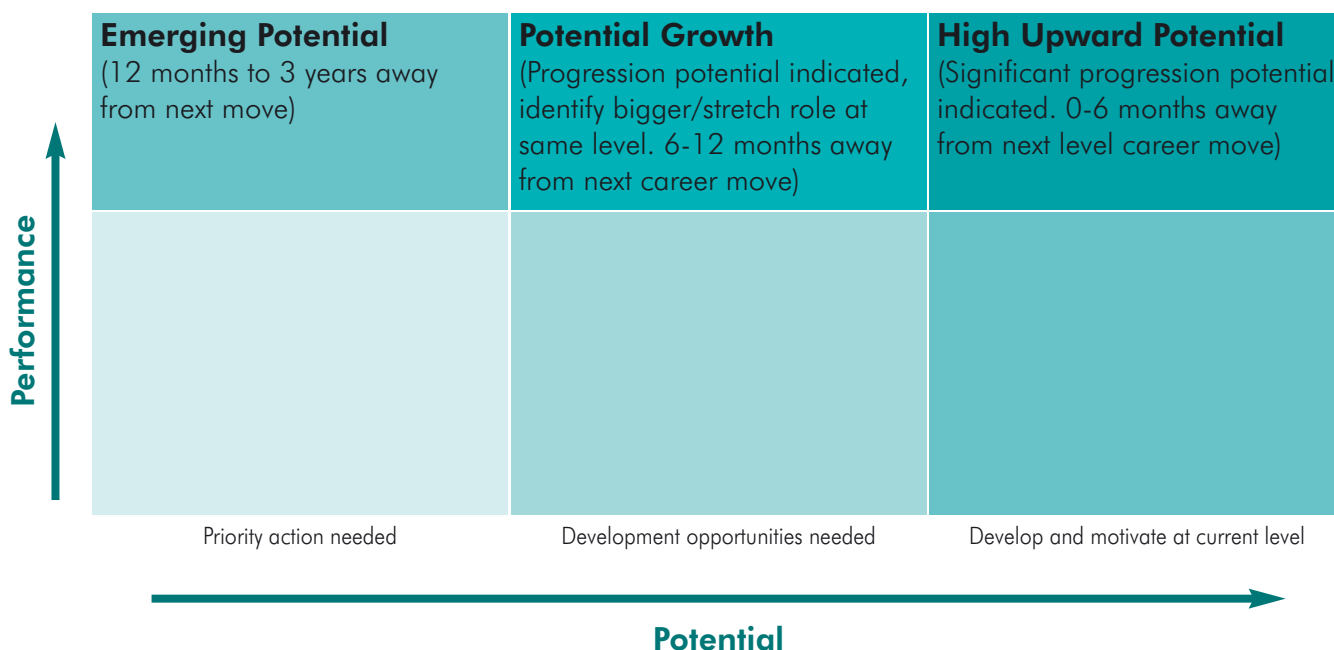 Emerging Potential
(12 months to 3 years away
from next move)
Potential Growth
(Progression potential indicated,
identify bigger/stretch role at
same level. 6-12 months away
from next career move)
High Upward Potential
(Significant progression potential
indicated. 0-6 months away
from next level career move)
Performance
Priority action needed
Development opportunities needed
Develop and motivate at current level
Potential